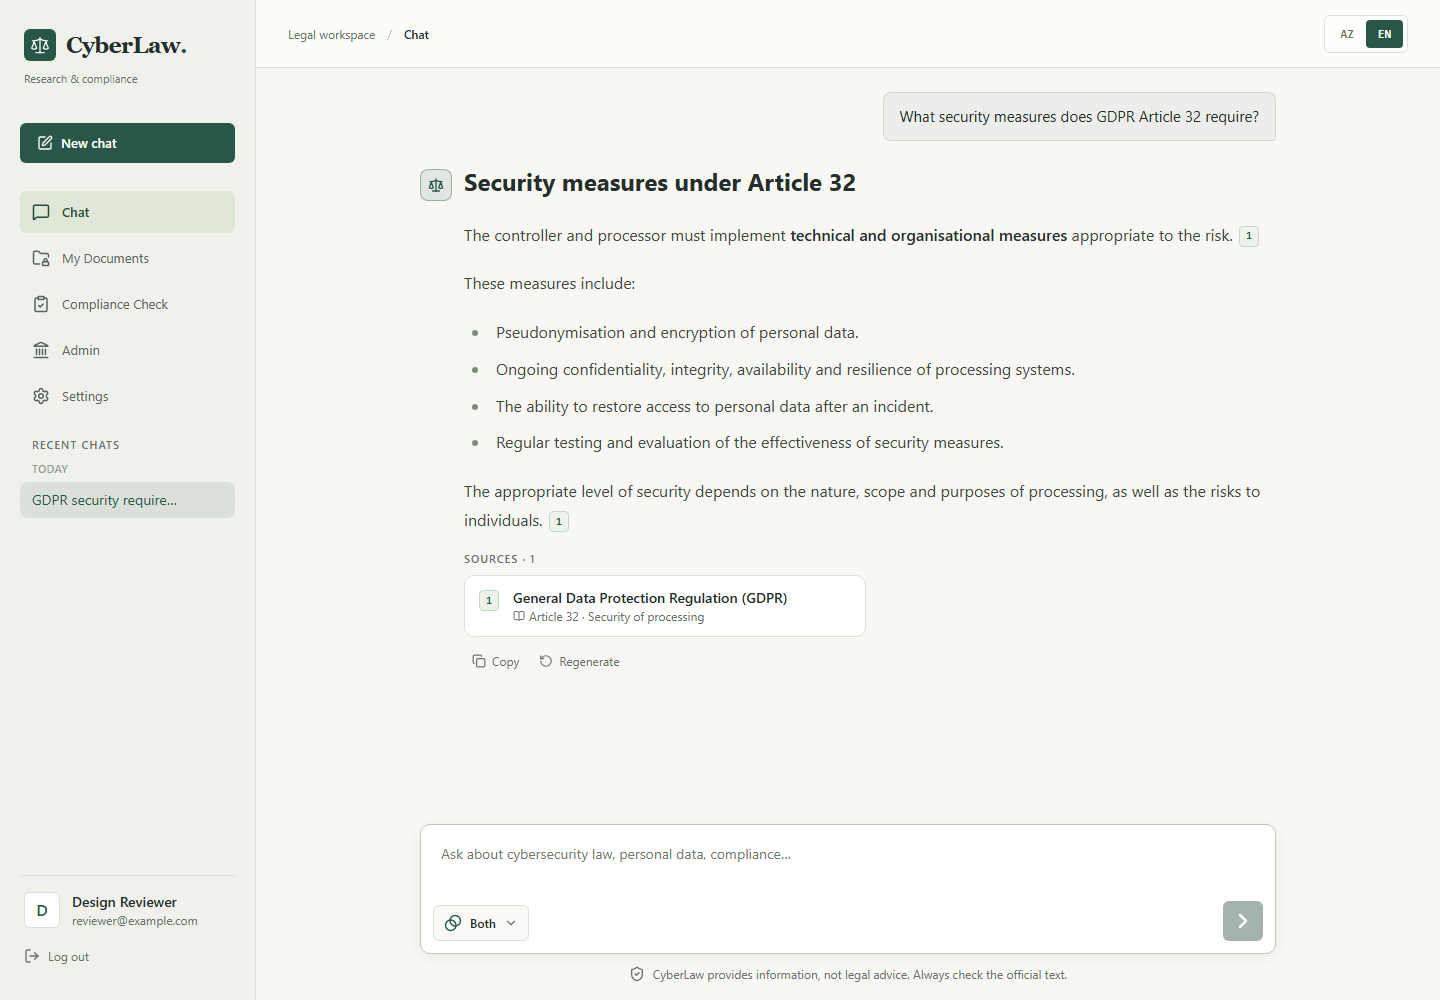 CyberLaw.
Research & compliance
New chat
Chat
My Documents
Compliance Check
Admin
Settings
RECENT CHATS
TODAY
GDPR security require...
D
Design Reviewer
reviewer@example.com
Log out
Legal workspace / Chat
AZ EN
What security measures does GDPR Article 32 require?
Security measures under Article 32
The controller and processor must implement technical and organisational measures appropriate to the risk. 1
These measures include:
• Pseudonymisation and encryption of personal data.
• Ongoing confidentiality, integrity, availability and resilience of processing systems.
• The ability to restore access to personal data after an incident.
• Regular testing and evaluation of the effectiveness of security measures.
The appropriate level of security depends on the nature, scope and purposes of processing, as well as the risks to
individuals. 1
SOURCES · 1
1 General Data Protection Regulation (GDPR)
Article 32 · Security of processing
Copy Regenerate
Ask about cybersecurity law, personal data, compliance...
Both
CyberLaw provides information, not legal advice. Always check the official text.